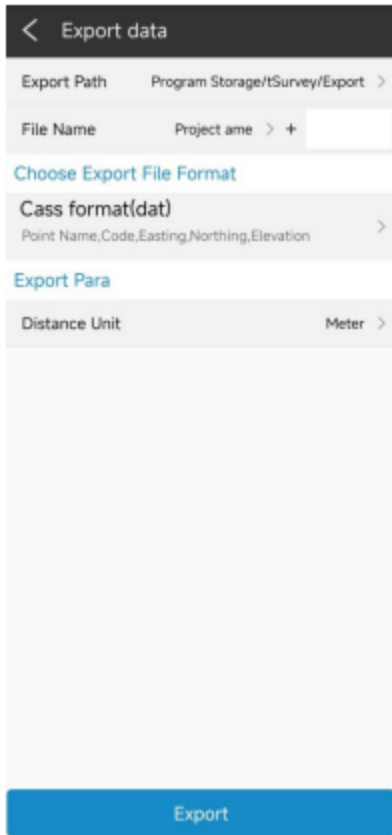 Export data
Export Path Program Storage/tSurvey/Export
File Name Project ame +
Choose Export File Format
Cass format(dat)
Point Name,Code,Easting,Northing,Elevation
Export Para
Distance Unit Meter
Export